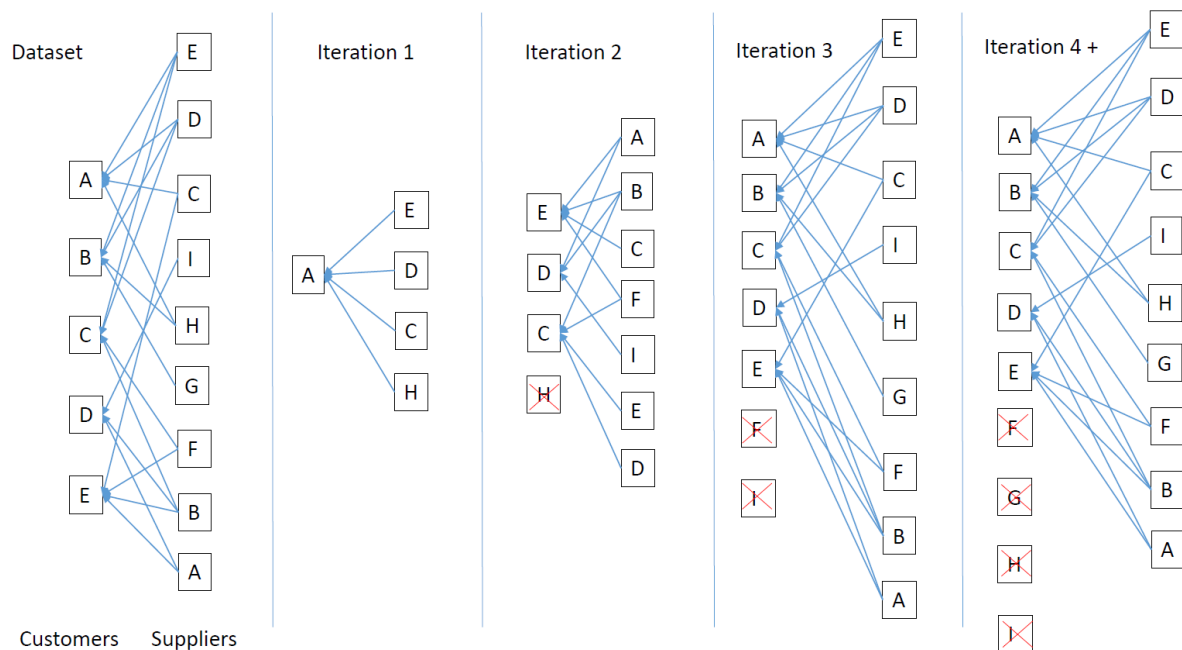 Dataset
E
D
A
C
B
I
H
C
G
D
F
E
B
A
Customers Suppliers
Iteration 1
E
A
D
C
H
Iteration 2
A
B
E
C
D
F
C
I
H
E
D
Iteration 3
E
D
A
C
B
I
C
D
H
E
G
F
F
I
B
A
Iteration 4 +
E
D
A
C
B
I
C
H
D
G
E
F
F
B
G
A
H
I